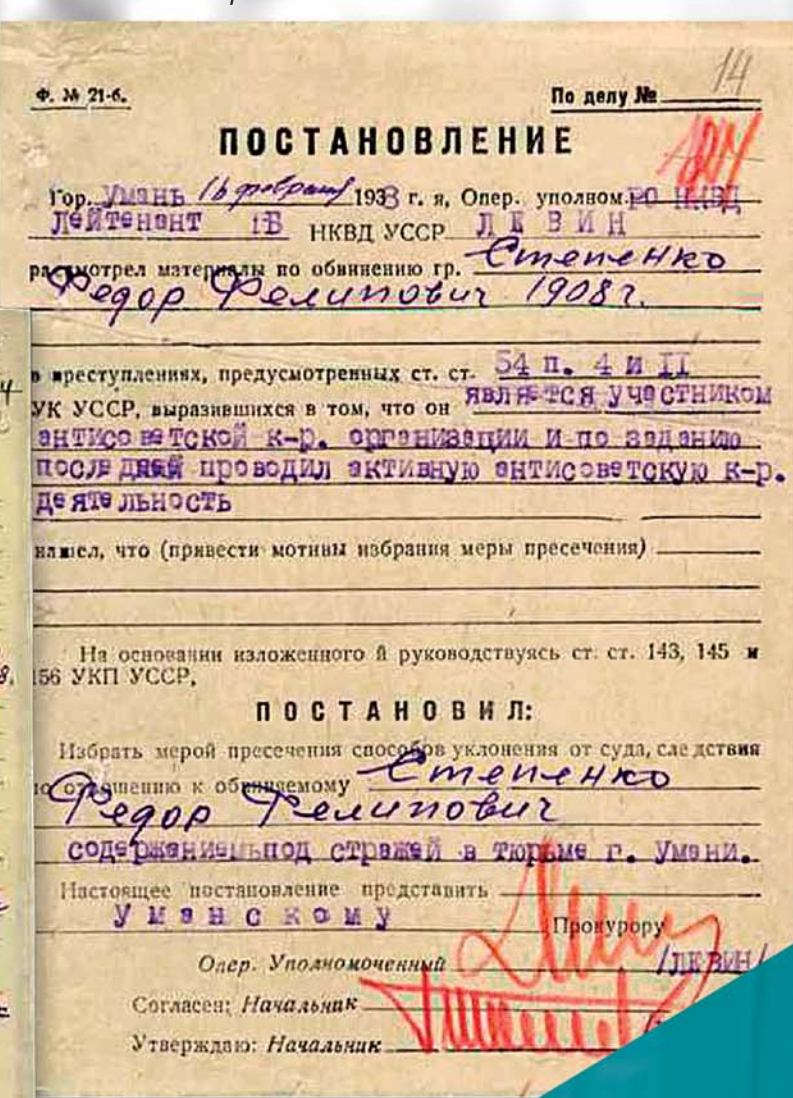 14
Ф. № 21-б.
По делу №
ПОСТАНОВЛЕНИЕ
Гор. Умань 16 февраля 1938 г. я, Опер. уполном. РО НКВД
Лейтенант ГБ НКВД УССР ЛЕВИН
рассмотрел материалы по обвинению гр. Степенко
Федор Фелипович 1908 г.
в преступлениях, предусмотренных ст. ст. 54 п. 4 и II
УК УССР, выразившихся в том, что он является участником
антисоветской к-р. организации и по заданию
последней проводил активную антисоветскую к-р.
деятельность
нашел, что (привести мотивы избрания меры пресечения)
На основании изложенного и руководствуясь ст. ст. 143, 145 и
156 УКП УССР,
ПОСТАНОВИЛ:
Избрать мерой пресечения способов уклонения от суда, следствия
по отношению к обвиняемому Степенко
Федор Фелипович
содержанием под стражей в тюрьме г. Умани.
Настоящее постановление представить
Уманскому Прокурору
Опер. Уполномоченный /ЛЕВИН/
Согласен: Начальник
Утверждаю: Начальник